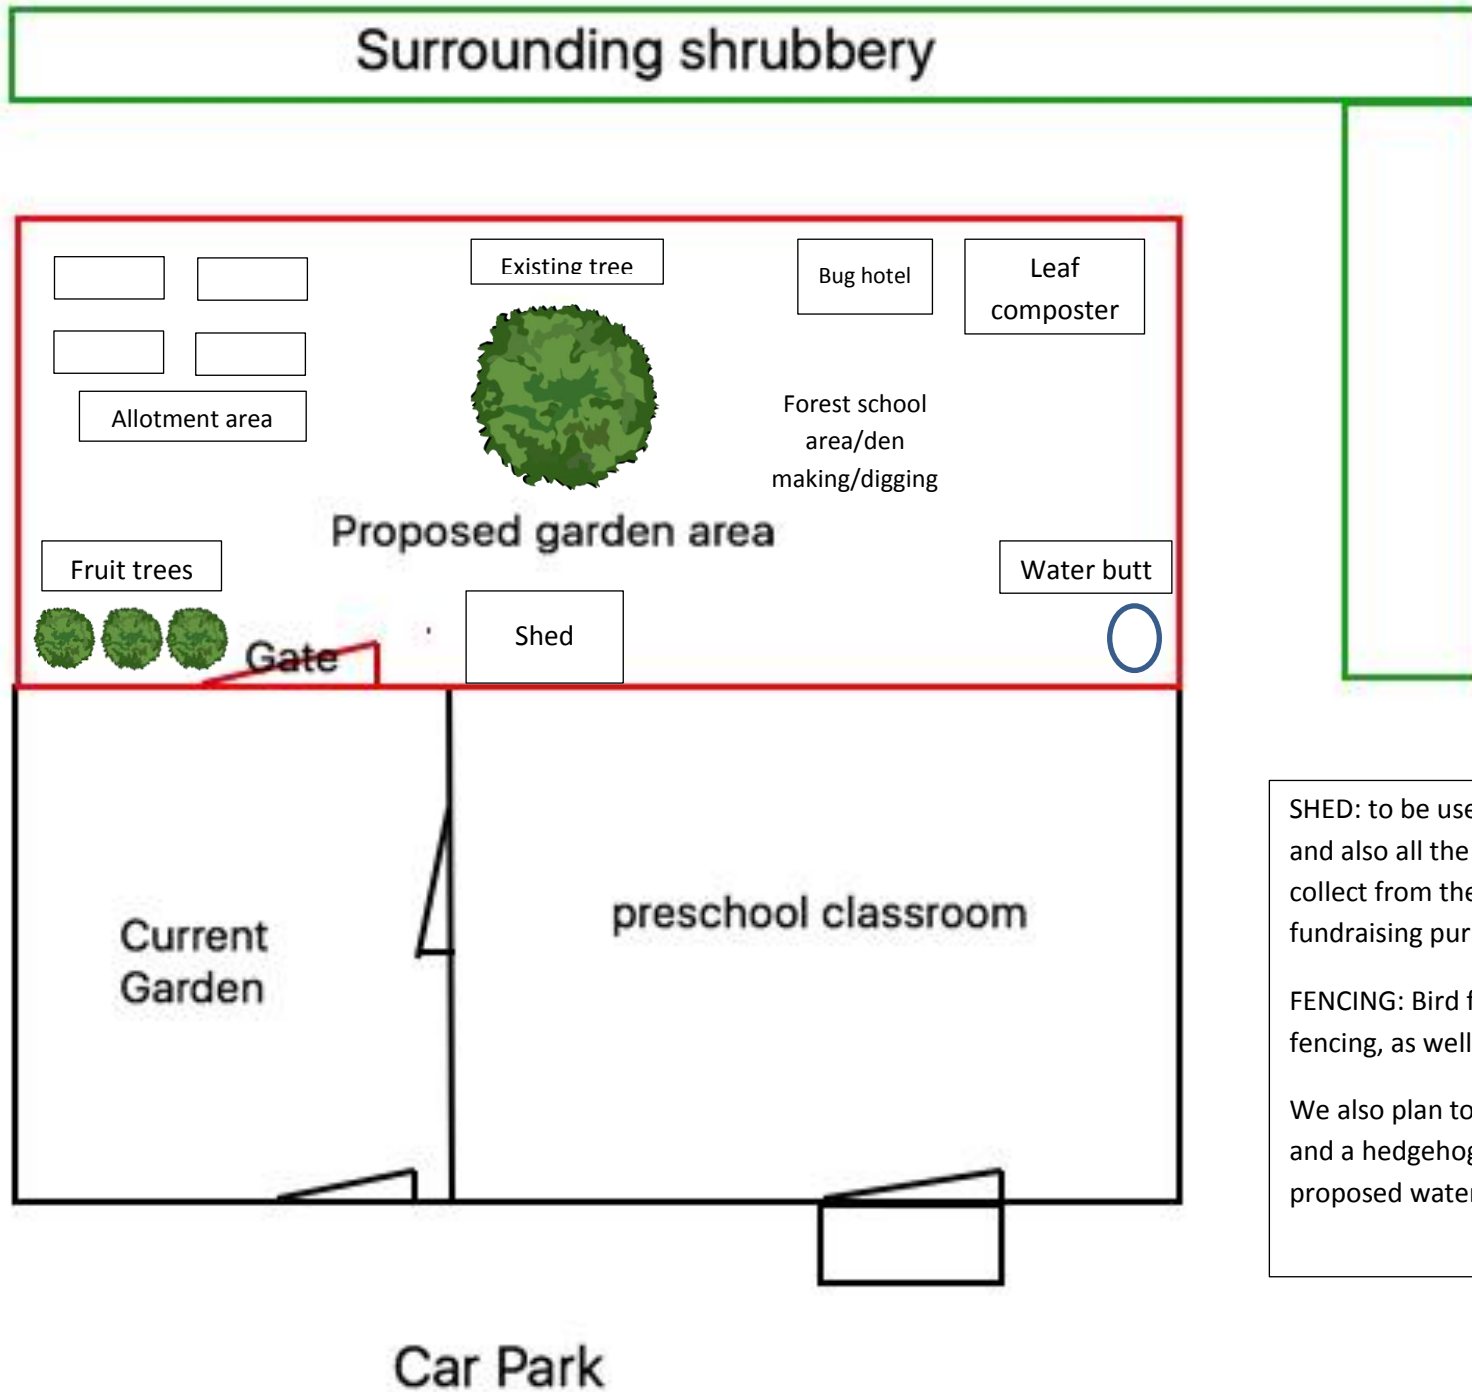 Surrounding shrubbery
Existing tree
Bug hotel
Leaf
composter
Allotment area
Forest school
area/den
making/digging
Proposed garden area
Fruit trees
Water butt
Shed
Gate
Current
Garden
preschool classroom
SHED: to be use
and also all the
collect from the
fundraising pur
FENCING: Bird f
fencing, as well
We also plan to
and a hedgehog
proposed water
Car Park